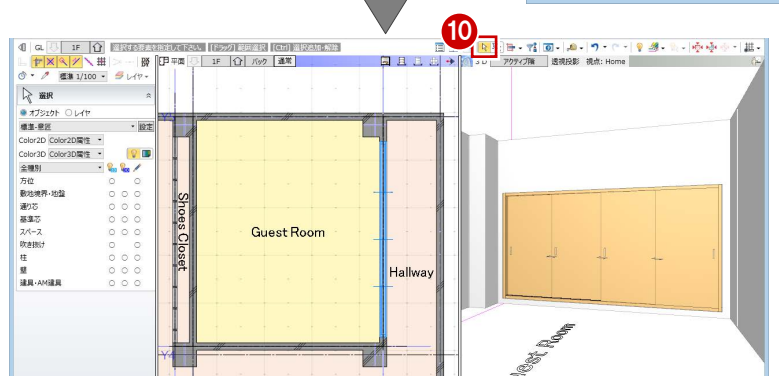 10
GL 1F 選択する要素を指定して下さい。 [ドラッグ] 範囲選択 [Ctrl] 選択追加・解除
平面 1F バック 通常
3D アクティブ階 透視投影 視点: Home
標準 1/100 レイヤ
選択
オブジェクト レイヤ
標準-意匠 設定
Color2D Color2D属性
Color3D Color3D属性
全種別
方位
敷地境界・地盤
通り芯
基準芯
スペース
吹き抜け
柱
壁
建具・AM建具
Y
Shoes Closet
Guest Room
Hallway
Y4
Guest Room